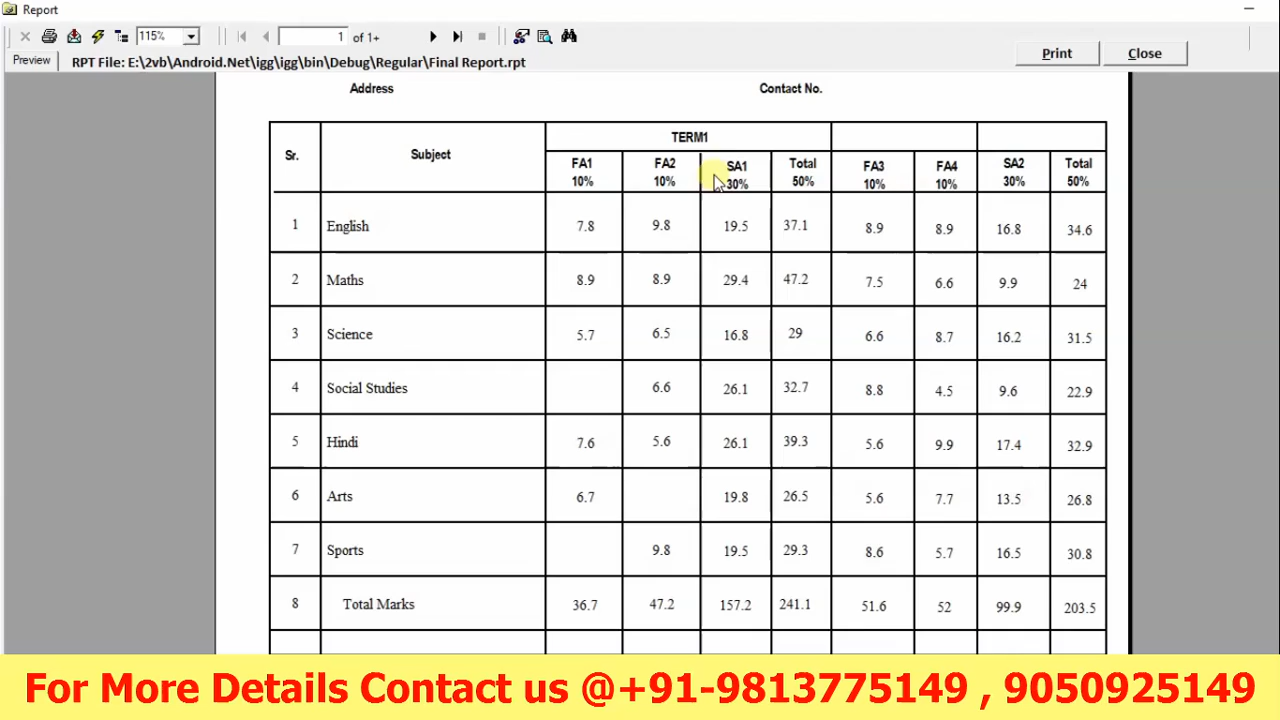 Report
115%
1 of 1+
Print Close
Preview RPT File: E:\2vb\Android.Net\igg\igg\bin\Debug\Regular\Final Report.rpt
Address Contact No.
Sr. Subject TERM1
FA1 10% FA2 10% SA1 30% Total 50% FA3 10% FA4 10% SA2 30% Total 50%
1 English 7.8 9.8 19.5 37.1 8.9 8.9 16.8 34.6
2 Maths 8.9 8.9 29.4 47.2 7.5 6.6 9.9 24
3 Science 5.7 6.5 16.8 29 6.6 8.7 16.2 31.5
4 Social Studies 6.6 26.1 32.7 8.8 4.5 9.6 22.9
5 Hindi 7.6 5.6 26.1 39.3 5.6 9.9 17.4 32.9
6 Arts 6.7 19.8 26.5 5.6 7.7 13.5 26.8
7 Sports 9.8 19.5 29.3 8.6 5.7 16.5 30.8
8 Total Marks 36.7 47.2 157.2 241.1 51.6 52 99.9 203.5
For More Details Contact us @+91-9813775149 , 9050925149